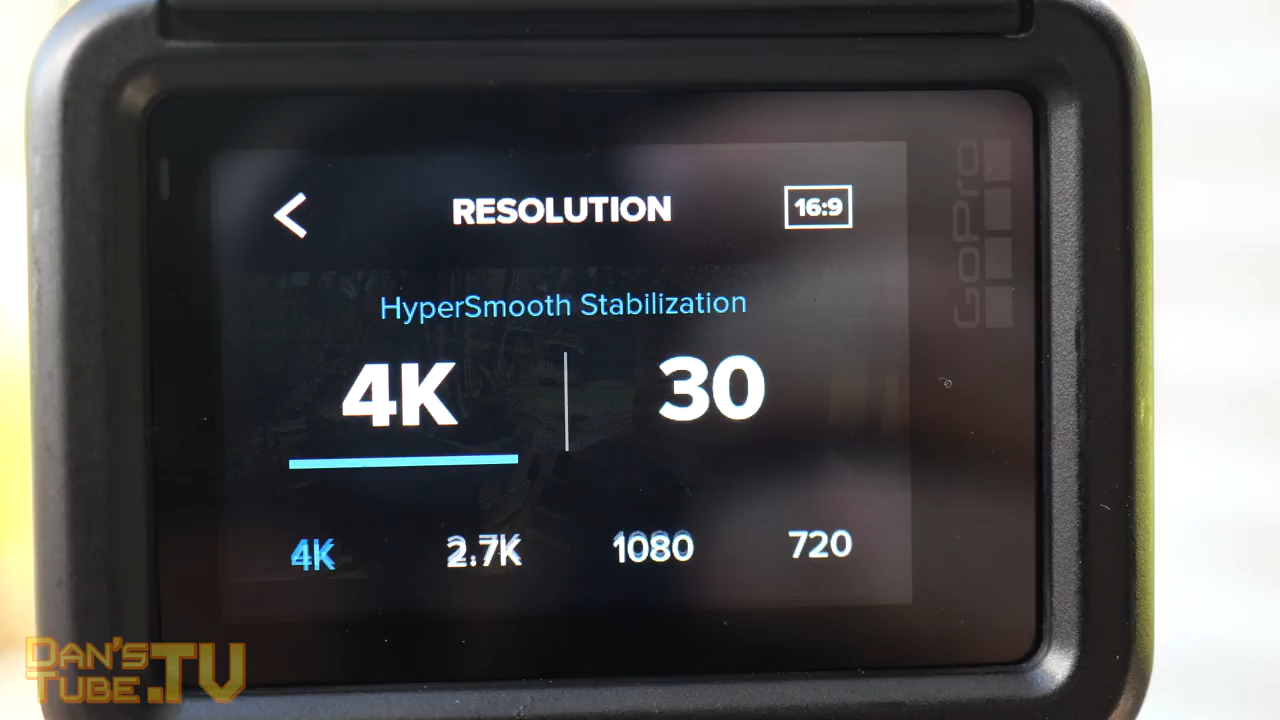 RESOLUTION
16:9
HyperSmooth Stabilization
4K
30
4K
2.7K
1080
720
GoPro
DAN'S
TUBE.TV